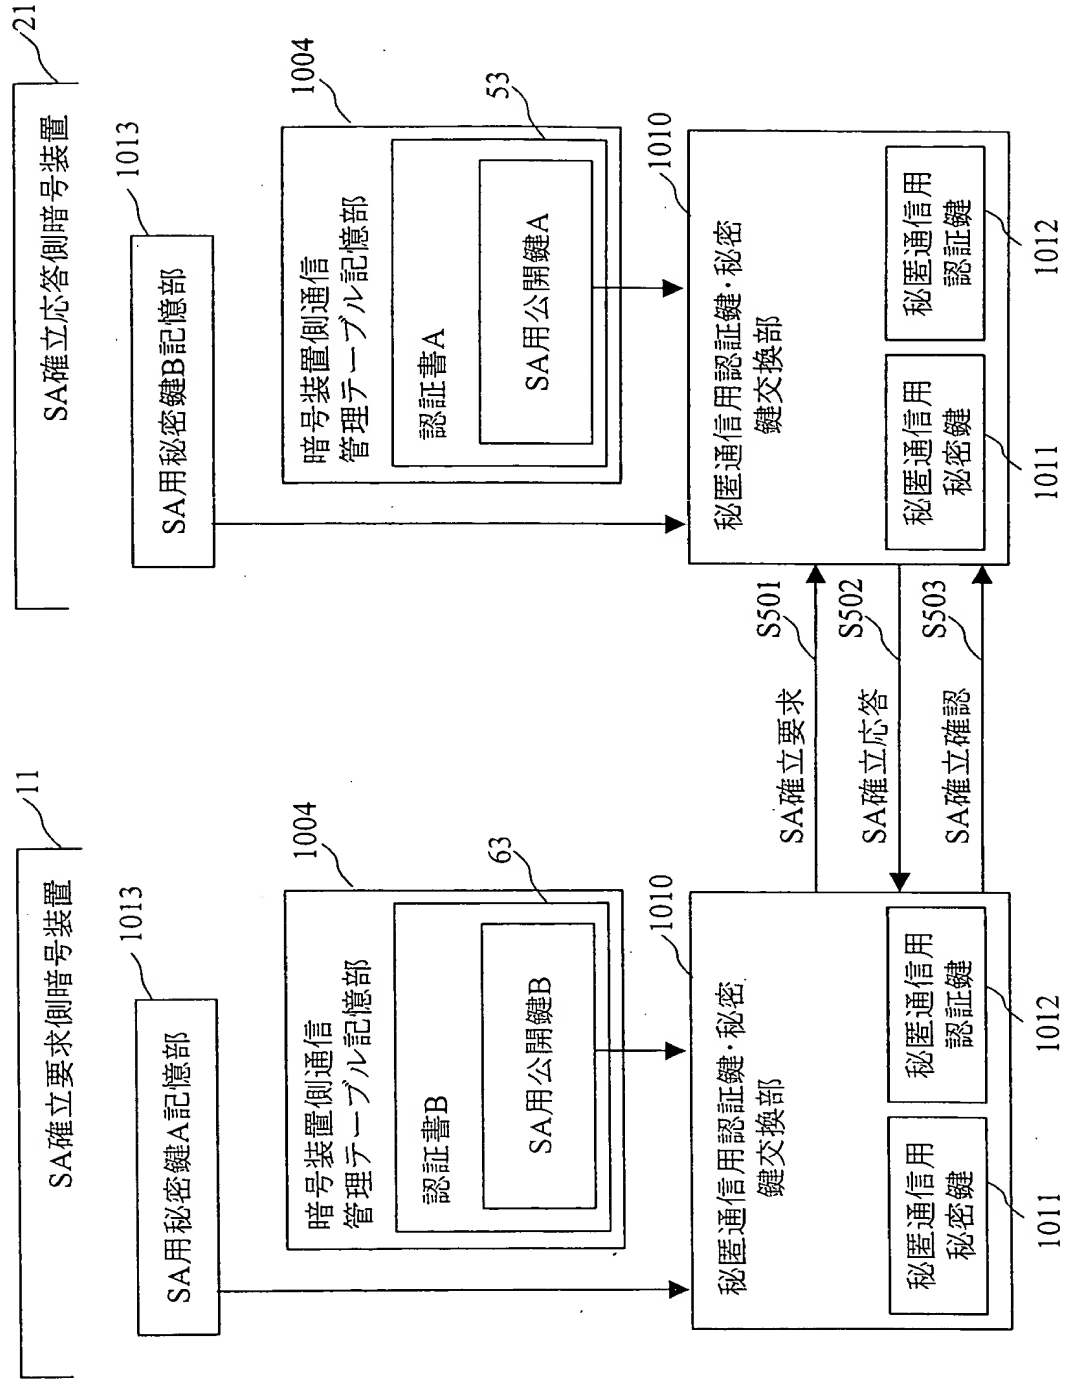 SA確立要求側暗号装置
11
SA用秘密鍵A記憶部
1013
暗号装置側通信
管理テーブル記憶部
1004
認証書B
63
SA用公開鍵B
秘匿通信用認証鍵・秘密
鍵交換部
1010
秘匿通信用
秘密鍵
1011
秘匿通信用
認証鍵
1012
SA確立要求
S501
SA確立応答
S502
SA確立確認
S503
SA確立応答側暗号装置
21
SA用秘密鍵B記憶部
1013
暗号装置側通信
管理テーブル記憶部
1004
認証書A
53
SA用公開鍵A
秘匿通信用認証鍵・秘密
鍵交換部
1010
秘匿通信用
秘密鍵
1011
秘匿通信用
認証鍵
1012